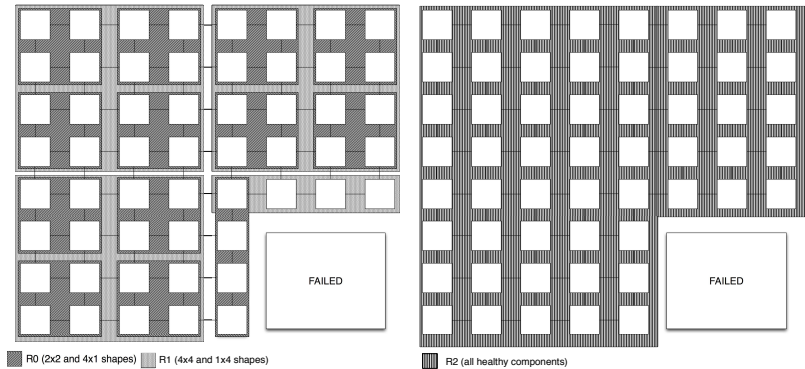 FAILED
FAILED
R0 (2x2 and 4x1 shapes) R1 (4x4 and 1x4 shapes)
R2 (all healthy components)